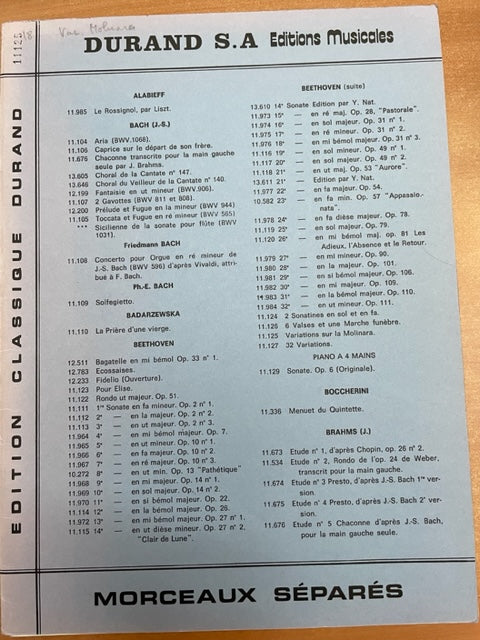 11125
Var. Molinara
DURAND S.A Editions Musicales
EDITION CLASSIQUE DURAND
ALABIEFF
11.985 Le Rossignol, par Liszt.
BACH (J.-S.)
11.104 Aria (BWV.1068).
11.106 Caprice sur le départ de son frère.
11.676 Chaconne transcrite pour la main gauche
seule par J. Brahms.
13.605 Choral du Cantate n° 147.
13.648 Choral du Veilleur de la Cantate n° 140.
12.199 Fantaisie en ut mineur (BWV.906).
11.107 2 Gavottes (BWV 811 et 808).
12.200 Prélude et Fugue en la mineur (BWV 944)
11.105 Toccata et Fugue en ré mineur (BWV 565)
*** Sicilienne de la sonate pour flûte (BWV
1031).
Friedmann BACH
11.108 Concerto pour Orgue en ré mineur de
J.-S. Bach (BWV 596) d'après Vivaldi, attri-
bué à F. Bach.
Ph.-E. BACH
11.109 Solfegietto.
BADARZEWSKA
11.110 La Prière d'une vierge.
BEETHOVEN
12.511 Bagatelle en mi bémol Op. 33 n° 1.
12.783 Ecossaises.
12.233 Fidelio (Ouverture).
11.123 Pour Elise.
11.122 Rondo ut majeur Op. 51.
11.111 1re Sonate en fa mineur Op. 2 n° 1.
11.112 2e — en la majeur Op. 2 n° 2.
11.113 3e — en ut majeur Op. 2 n° 3.
11.964 4e — en mi bémol majeur Op. 7.
11.965 5e — en ut mineur Op. 10 n° 1.
11.966 6e — en fa majeur Op. 10 n° 2.
11.967 7e — en ré majeur Op. 10 n° 3.
10.272 8e — en ut min. Op. 13 "Pathétique"
11.968 9e — en mi majeur Op. 14 n° 1.
11.969 10e — en sol majeur Op. 14 n° 2.
11.970 11e — en si bémol majeur Op. 22.
11.114 12e — en la bémol majeur Op. 26.
11.972 13e — en mi bémol majeur Op. 27 n° 1.
11.115 14e — en ut dièse mineur Op. 27 n° 2.
"Clair de Lune".
BEETHOVEN (suite)
13.610 14e Sonate Edition par Y. Nat.
11.973 15e — en ré maj. Op. 28, "Pastorale".
11.974 16e — en sol majeur Op. 31 n° 1.
11.975 17e — en ré mineur Op. 31 n° 2.
11.976 18e — en mi bémol majeur Op. 31 n° 3.
11.116 19e — en sol mineur Op. 49 n° 1.
11.117 20e — en sol majeur Op. 49 n° 2.
11.118 21e — en ut maj. Op. 53 "Aurore".
13.611 21e — Edition par Y. Nat.
11.977 22e — en fa majeur Op. 54.
10.582 23e — en fa min. Op. 57 "Appassio-
nata".
11.978 24e — en fa dièse majeur Op. 78.
11.119 25e — en sol majeur Op. 79.
11.120 26e — en mi bémol maj. op. 81 Les
Adieux, l'Absence et le Retour.
11.979 27e — en mi mineur Op. 90.
11.980 28e — en la majeur Op. 101.
11.981 29e — en si bémol majeur Op. 106.
11.982 30e — en mi majeur Op. 109.
11.983 31e — en la bémol majeur Op. 110.
11.984 32e — en ut mineur Op. 111.
11.124 2 Sonatines en sol et en fa.
11.126 6 Valses et une Marche funèbre.
11.125 Variations sur la Molinara.
11.127 32 Variations.
PIANO A 4 MAINS
11.129 Sonate. Op. 6 (Originale).
BOCCHERINI
11.336 Menuet du Quintette.
BRAHMS (J.)
11.673 Etude n° 1, d'après Chopin, op. 25 n° 2.
11.534 Etude n° 2, Rondo de l'op. 24 de Weber,
transcrit pour la main gauche.
11.674 Etude n° 3 Presto, d'après J.-S. Bach 1re ver-
sion.
11.675 Etude n° 4 Presto, d'après J.-S. Bach 2e ver-
sion.
11.676 Etude n° 5 Chaconne d'après J.-S. Bach,
pour la main gauche seule.
MORCEAUX SÉPARÉS